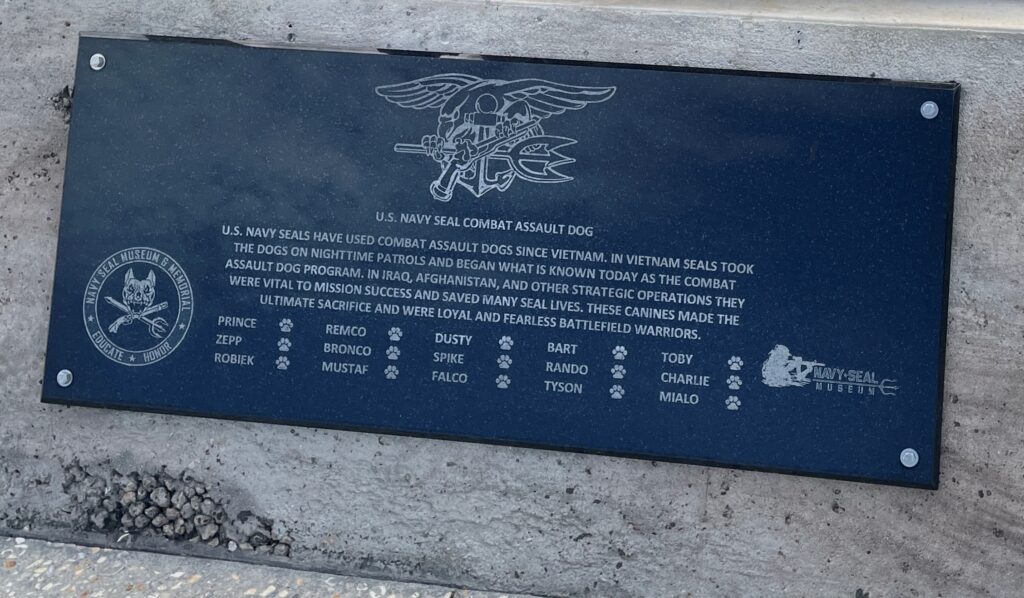 U.S. NAVY SEAL COMBAT ASSAULT DOG
U.S. NAVY SEALS HAVE USED COMBAT ASSAULT DOGS SINCE VIETNAM. IN VIETNAM SEALS TOOK
THE DOGS ON NIGHTTIME PATROLS AND BEGAN WHAT IS KNOWN TODAY AS THE COMBAT
ASSAULT DOG PROGRAM. IN IRAQ, AFGHANISTAN, AND OTHER STRATEGIC OPERATIONS THEY
WERE VITAL TO MISSION SUCCESS AND SAVED MANY SEAL LIVES. THESE CANINES MADE THE
ULTIMATE SACRIFICE AND WERE LOYAL AND FEARLESS BATTLEFIELD WARRIORS.
NAVY SEAL MUSEUM & MEMORIAL
EDUCATE ★ HONOR
PRINCE REMCO DUSTY BART TOBY
ZEPP BRONCO SPIKE RANDO CHARLIE
ROBIEK MUSTAF FALCO TYSON MIALO
NAVY★SEAL
MUSEUM